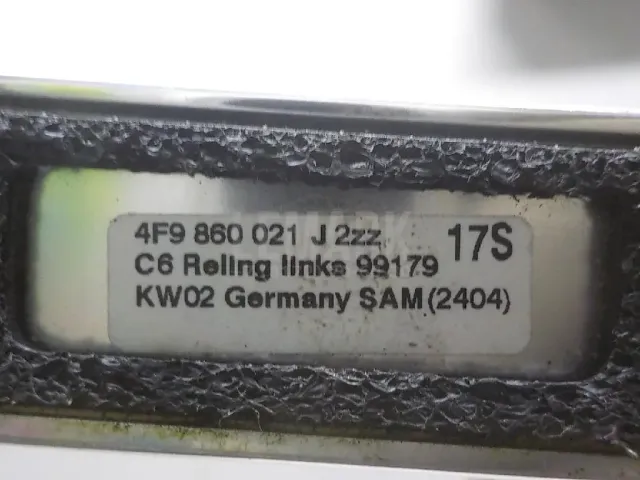 4F9 860 021 J 2zz 17S
C6 Reling links 99179
KW02 Germany SAM(2404)